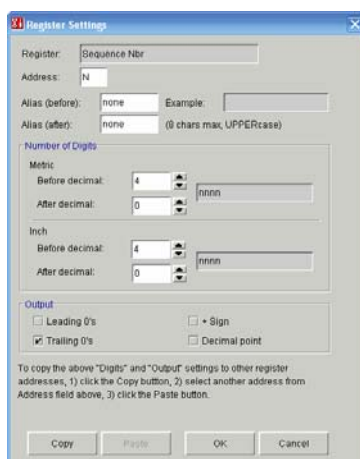 Register Settings
Register: Sequence Nbr
Address: N
Alias (before): none Example:
Alias (after): none (8 chars max, UPPERcase)
Number of Digits
Metric
Before decimal: 4
nnnn
After decimal: 0
Inch
Before decimal: 4
nnnn
After decimal: 0
Output
Leading 0's + Sign
Trailing 0's Decimal point
To copy the above "Digits" and "Output" settings to other register
addresses, 1) click the Copy button, 2) select another address from
Address field above, 3) click the Paste button.
Copy Paste OK Cancel